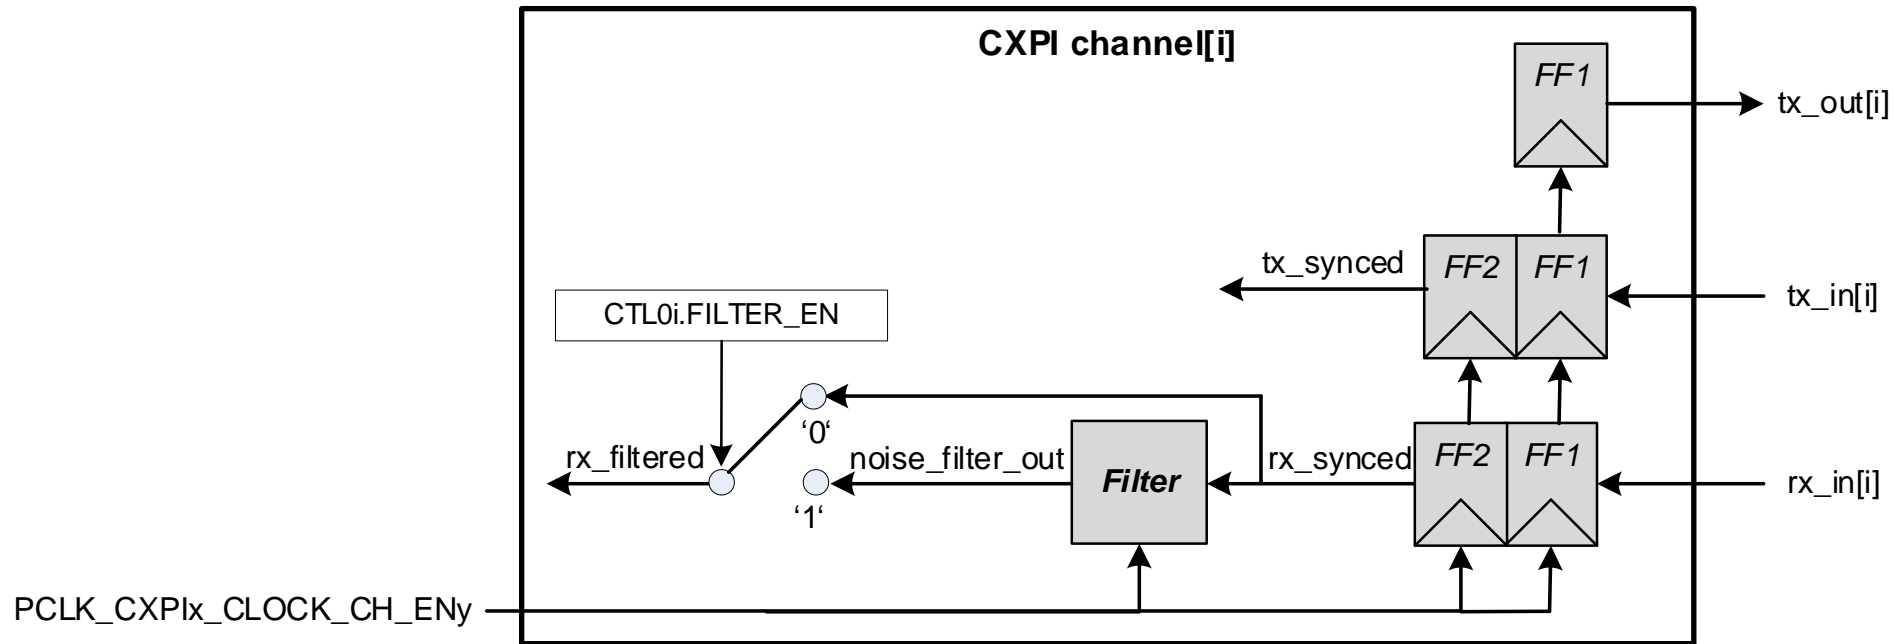 CXPI channel[i]
FF1
tx_out[i]
tx_synced
FF2
FF1
tx_in[i]
CTL0i.FILTER_EN
‘0‘
rx_filtered
noise_filter_out
Filter
rx_synced
FF2
FF1
rx_in[i]
‘1‘
PCLK_CXPIx_CLOCK_CH_ENy